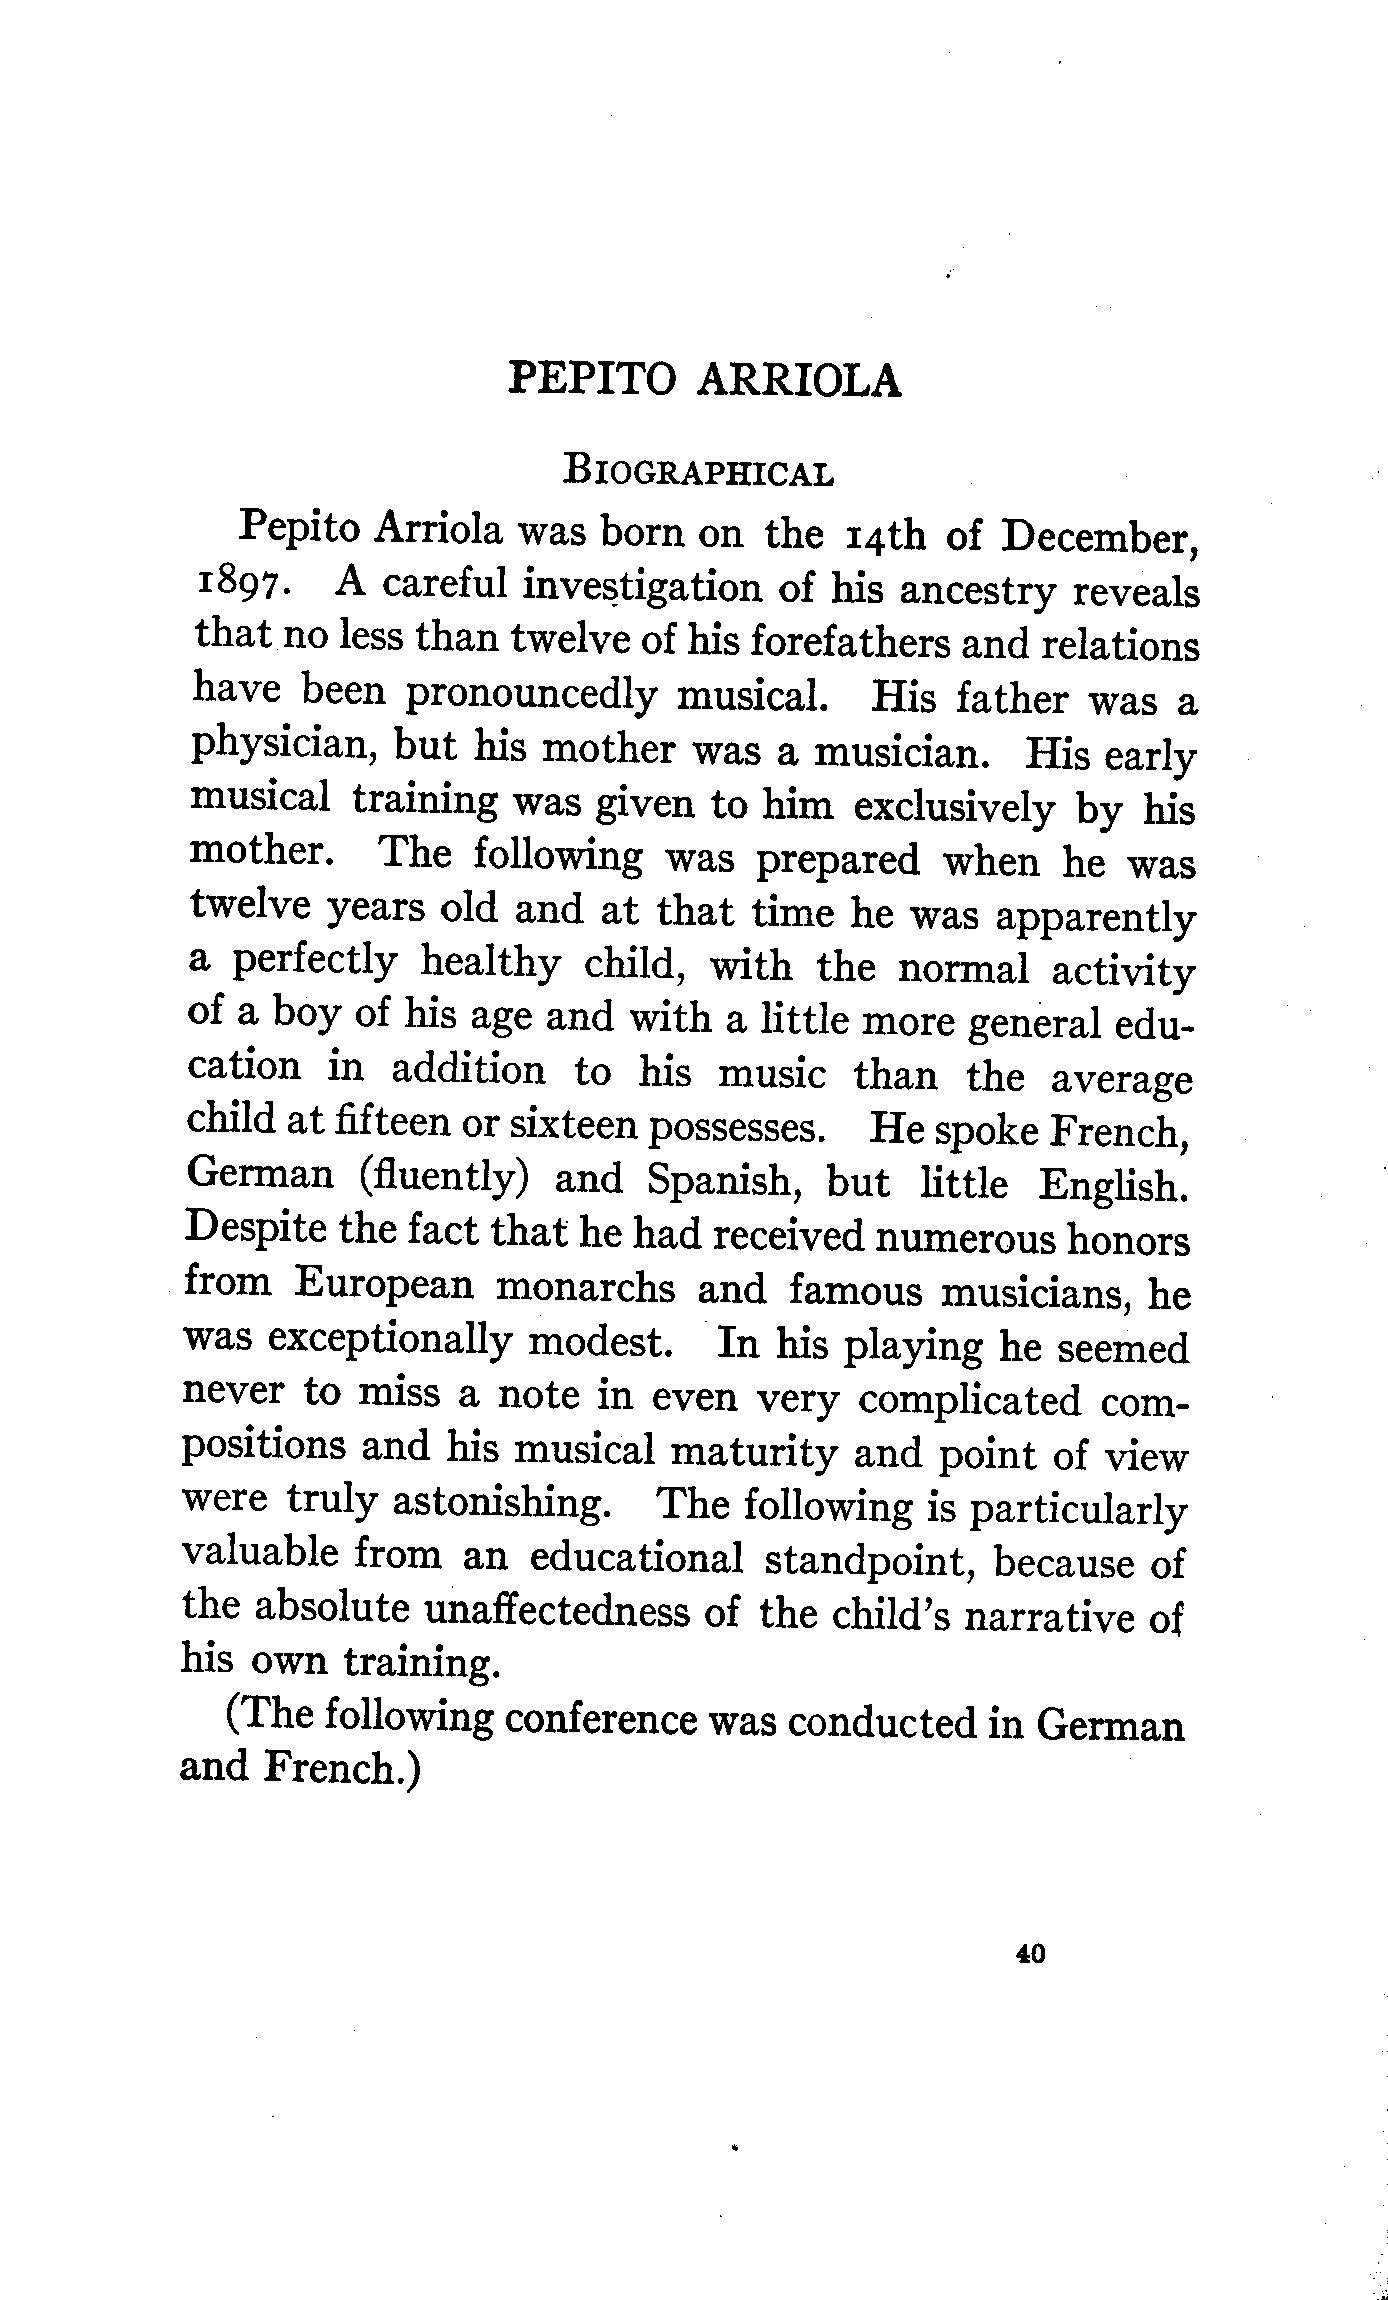 PEPITO ARRIOLA
BIOGRAPHICAL
Pepito Arriola was born on the 14th of December,
1897. A careful investigation of his ancestry reveals
that no less than twelve of his forefathers and relations
have been pronouncedly musical. His father was a
physician, but his mother was a musician. His early
musical training was given to him exclusively by his
mother. The following was prepared when he was
twelve years old and at that time he was apparently
a perfectly healthy child, with the normal activity
of a boy of his age and with a little more general edu-
cation in addition to his music than the average
child at fifteen or sixteen possesses. He spoke French,
German (fluently) and Spanish, but little English.
Despite the fact that he had received numerous honors
from European monarchs and famous musicians, he
was exceptionally modest. In his playing he seemed
never to miss a note in even very complicated com-
positions and his musical maturity and point of view
were truly astonishing. The following is particularly
valuable from an educational standpoint, because of
the absolute unaffectedness of the child's narrative of
his own training.
(The following conference was conducted in German
and French.)
40